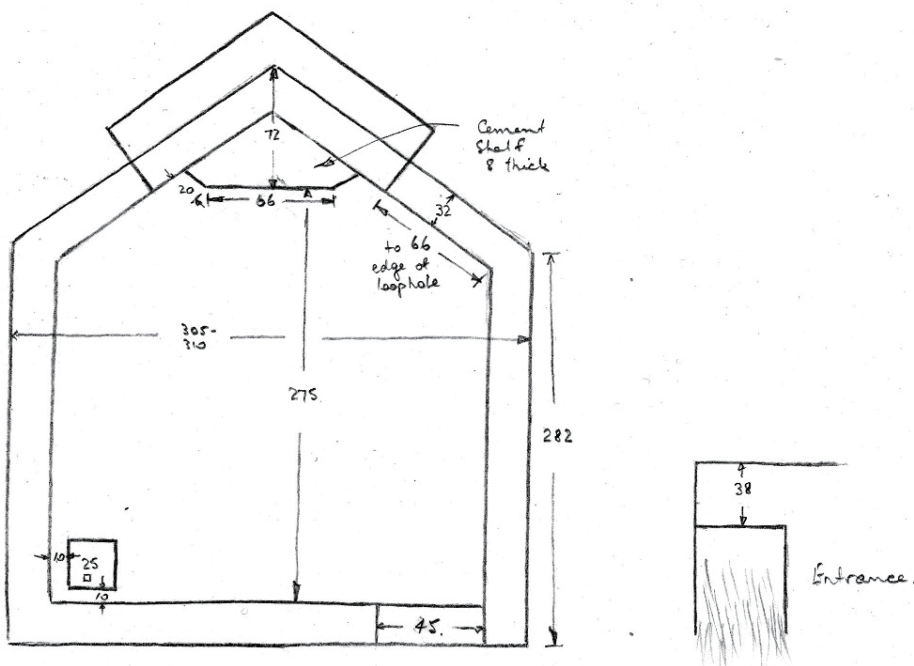 72
Cement
Shelf
8 thick
20
66
32
to 66
edge of
loophole
305-
310
275
282
38
10
25
10
45.
Entrance.